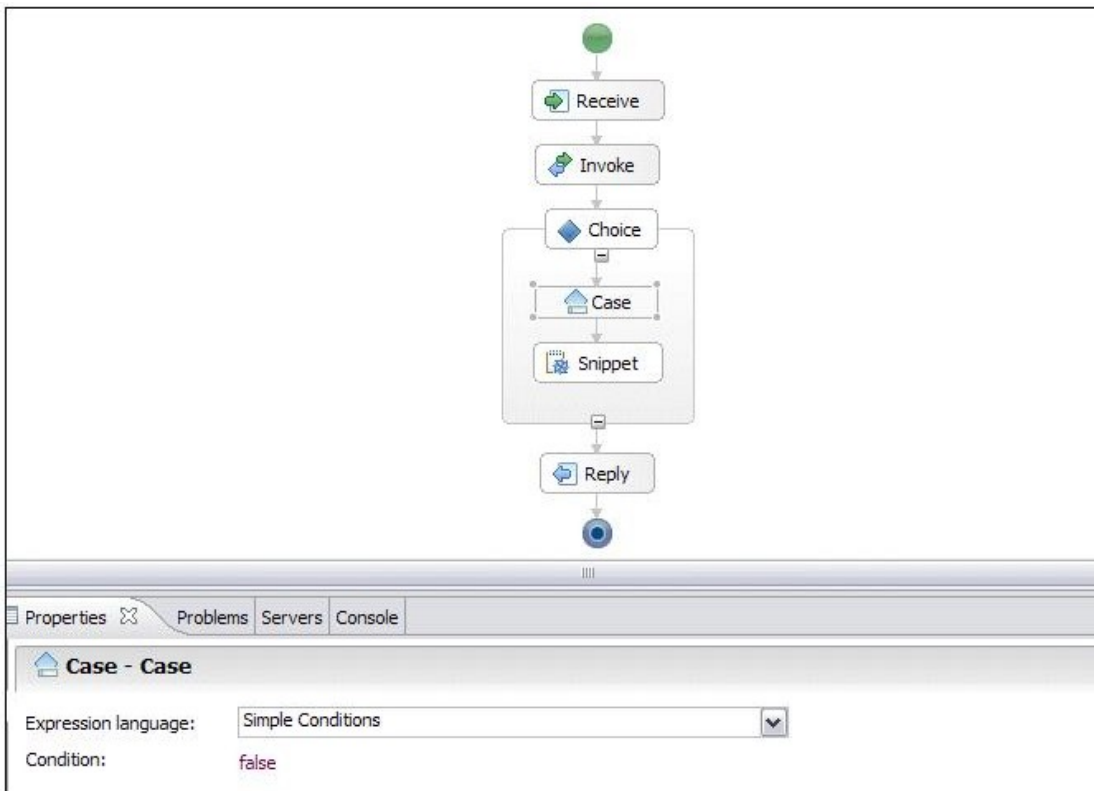 Receive
Invoke
Choice
Case
Snippet
Reply
Properties Problems Servers Console
Case - Case
Expression language: Simple Conditions
Condition: false